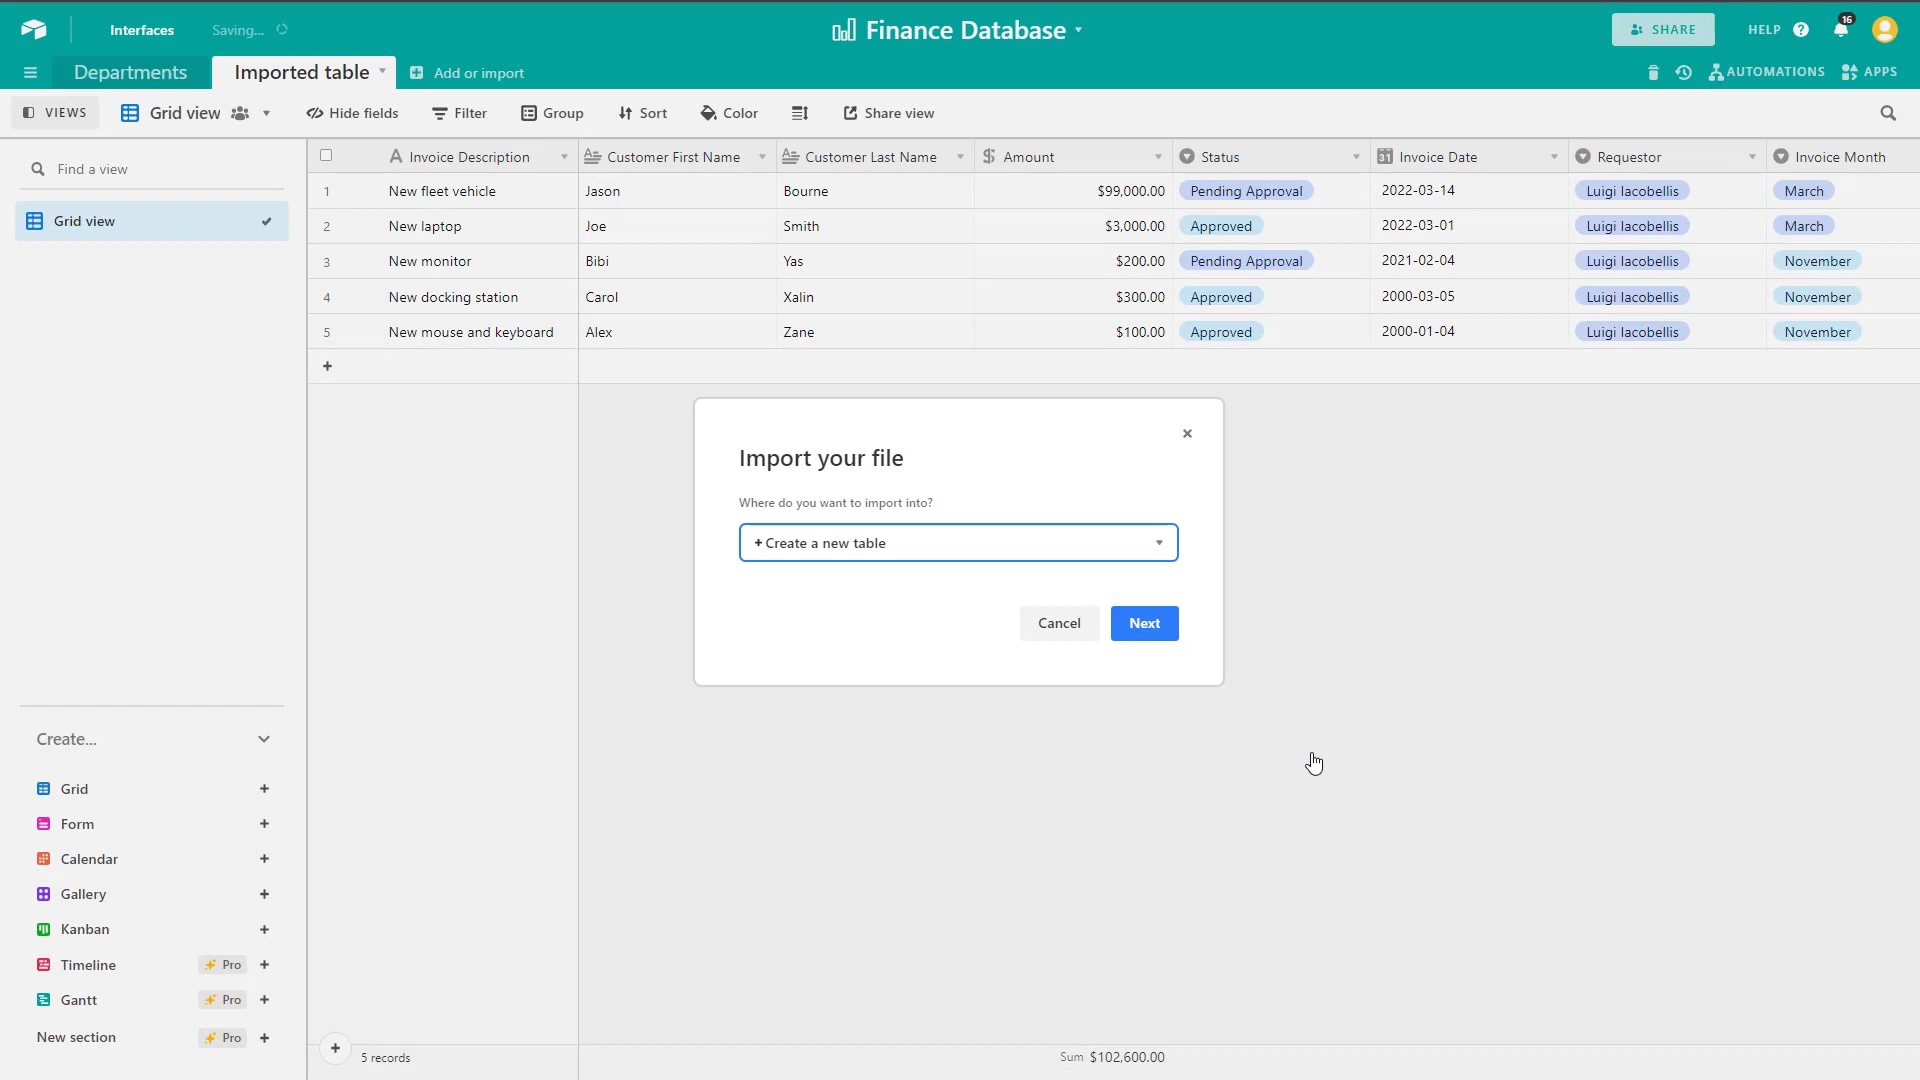 Interfaces
Saving...
Finance Database
SHARE
HELP
16
Departments
Imported table
Add or import
AUTOMATIONS
APPS
VIEWS
Grid view
Hide fields
Filter
Group
Sort
Color
Share view
Find a view
Grid view
Invoice Description Customer First Name Customer Last Name Amount Status Invoice Date Requestor Invoice Month
1 New fleet vehicle Jason Bourne $99,000.00 Pending Approval 2022-03-14 Luigi Iacobellis March
2 New laptop Joe Smith $3,000.00 Approved 2022-03-01 Luigi Iacobellis March
3 New monitor Bibi Yas $200.00 Pending Approval 2021-02-04 Luigi Iacobellis November
4 New docking station Carol Xalin $300.00 Approved 2000-03-05 Luigi Iacobellis November
5 New mouse and keyboard Alex Zane $100.00 Approved 2000-01-04 Luigi Iacobellis November
+
Import your file
Where do you want to import into?
+ Create a new table
Cancel
Next
Create...
Grid +
Form +
Calendar +
Gallery +
Kanban +
Timeline Pro +
Gantt Pro +
New section Pro +
+ 5 records
Sum $102,600.00